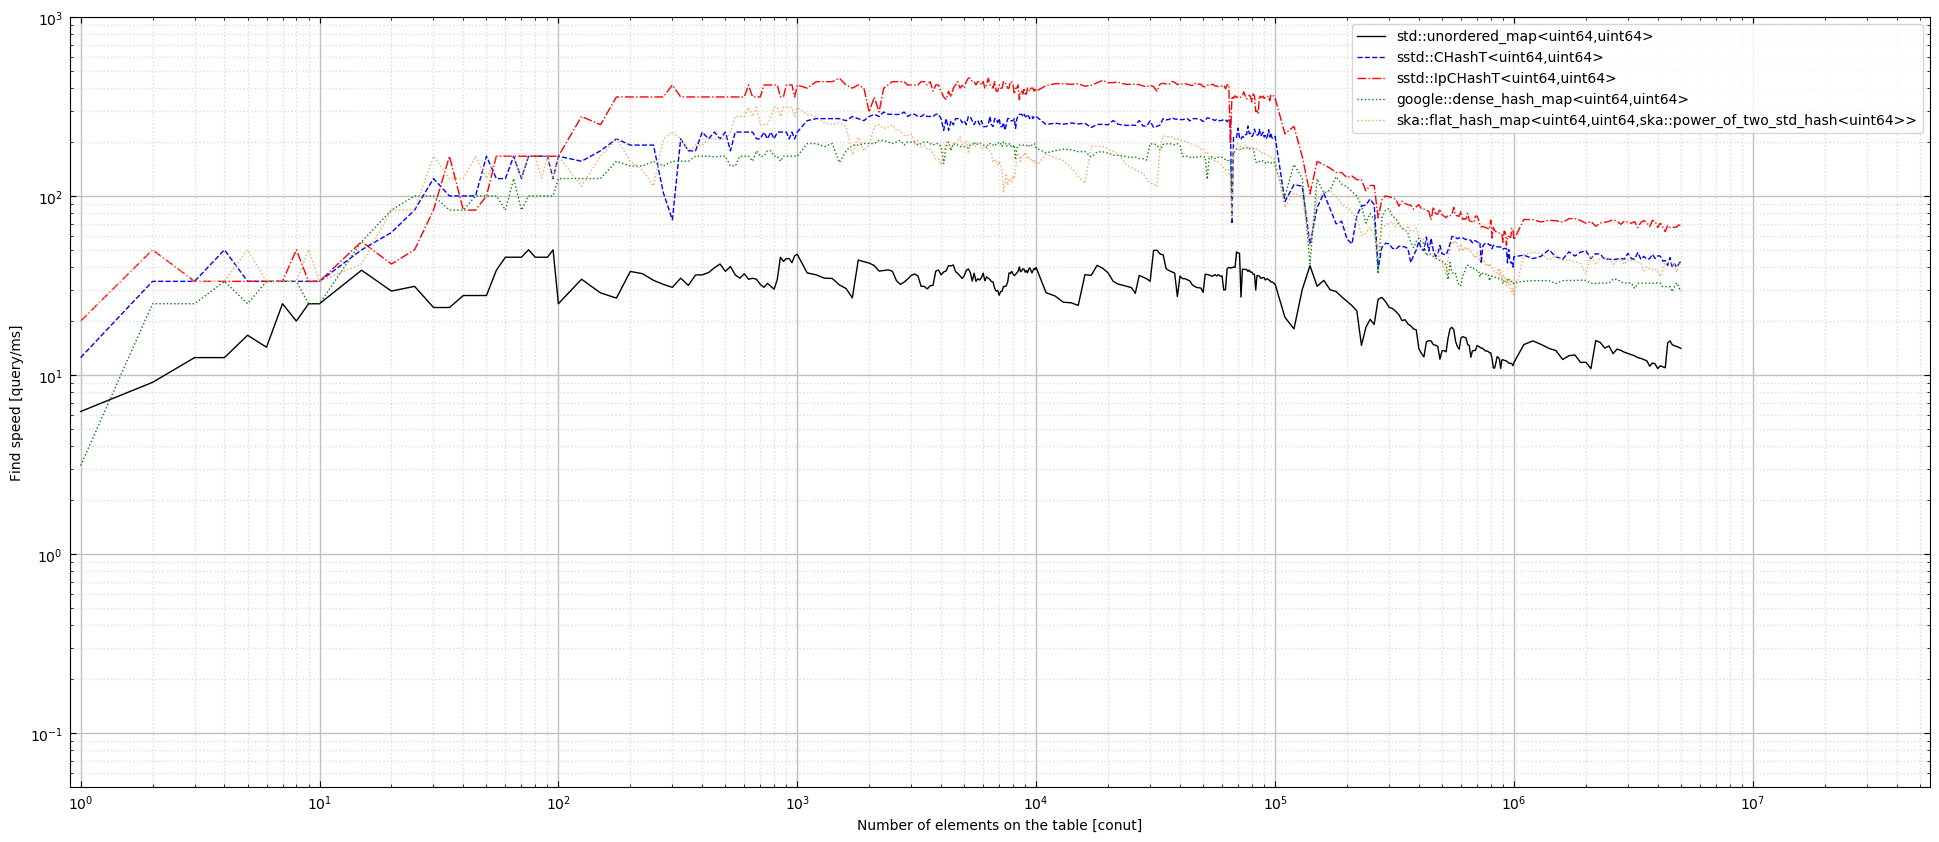 10³
10²
10¹
10⁰
10⁻¹
Find speed [query/ms]
std::unordered_map<uint64,uint64>
sstd::CHashT<uint64,uint64>
sstd::IpCHashT<uint64,uint64>
google::dense_hash_map<uint64,uint64>
ska::flat_hash_map<uint64,uint64,ska::power_of_two_std_hash<uint64>>
10⁰ 10¹ 10² 10³ 10⁴ 10⁵ 10⁶ 10⁷
Number of elements on the table [conut]